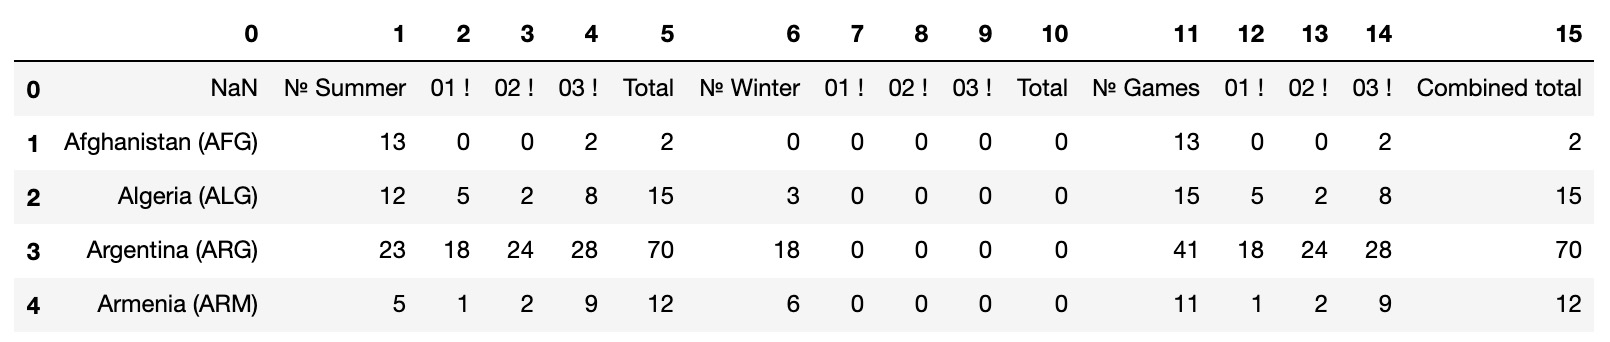 0 1 2 3 4 5 6 7 8 9 10 11 12 13 14 15
0 NaN № Summer 01 ! 02 ! 03 ! Total № Winter 01 ! 02 ! 03 ! Total № Games 01 ! 02 ! 03 ! Combined total
1 Afghanistan (AFG) 13 0 0 2 2 0 0 0 0 0 13 0 0 2 2
2 Algeria (ALG) 12 5 2 8 15 3 0 0 0 0 15 5 2 8 15
3 Argentina (ARG) 23 18 24 28 70 18 0 0 0 0 41 18 24 28 70
4 Armenia (ARM) 5 1 2 9 12 6 0 0 0 0 11 1 2 9 12